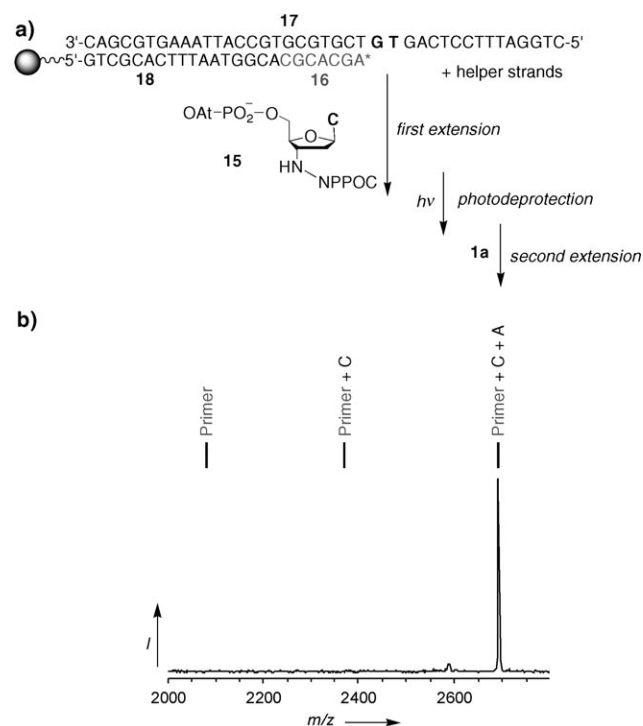 a)
17
3'-CAGCGTGAAATTACCGTGCGTGCT G T GACTCCTTTAGGTC-5'
5'-GTCGCACTTTAATGGCACGCACGA*
18
16
+ helper strands
OAt-PO2−-O
C
O
HN
NPPOC
15
first extension
hν
photodeprotection
1a
second extension
b)
Primer
Primer + C
Primer + C + A
I
2000
2200
2400
2600
m/z